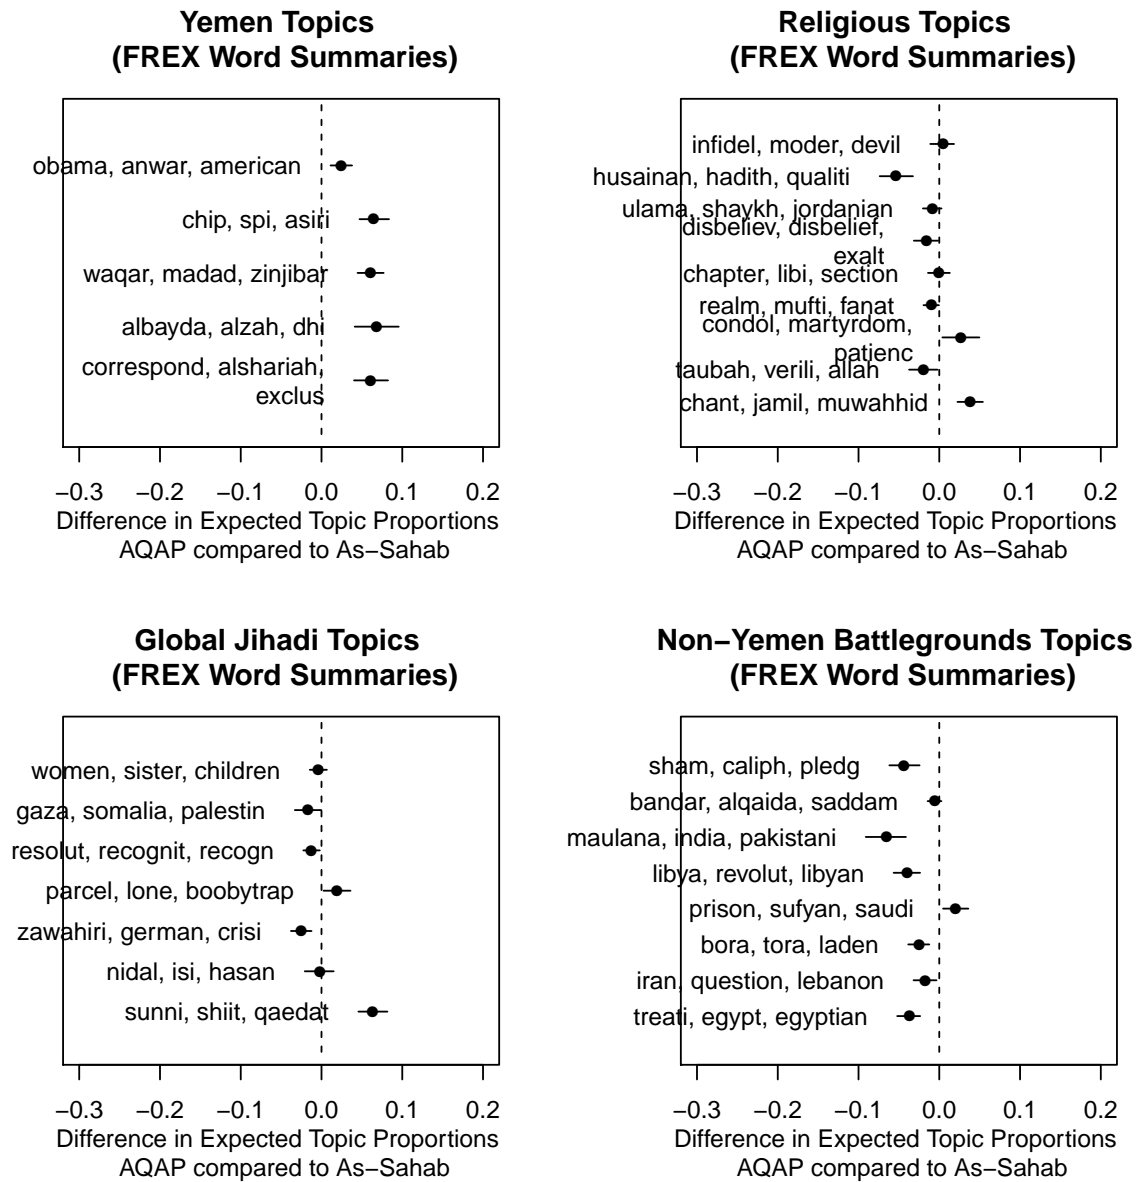 Yemen Topics
(FREX Word Summaries)
obama, anwar, american
chip, spi, asiri
waqar, madad, zinjibar
albayda, alzah, dhi
correspond, alshariah,
exclus
−0.3 −0.2 −0.1 0.0 0.1 0.2
Difference in Expected Topic Proportions
AQAP compared to As−Sahab
Religious Topics
(FREX Word Summaries)
infidel, moder, devil
husainan, hadith, qualiti
ulama, shaykh, jordanian
disbeliev, disbelief,
exalt
chapter, libi, section
realm, mufti, fanat
condol, martyrdom,
patienc
taubah, verili, allah
chant, jamil, muwahhid
−0.3 −0.2 −0.1 0.0 0.1 0.2
Difference in Expected Topic Proportions
AQAP compared to As−Sahab
Global Jihadi Topics
(FREX Word Summaries)
women, sister, children
gaza, somalia, palestin
resolut, recognit, recogn
parcel, lone, boobytrap
zawahiri, german, crisi
nidal, isi, hasan
sunni, shiit, qaedat
−0.3 −0.2 −0.1 0.0 0.1 0.2
Difference in Expected Topic Proportions
AQAP compared to As−Sahab
Non−Yemen Battlegrounds Topics
(FREX Word Summaries)
sham, caliph, pledg
bandar, alqaida, saddam
maulana, india, pakistani
libya, revolut, libyan
prison, sufyan, saudi
bora, tora, laden
iran, question, lebanon
treati, egypt, egyptian
−0.3 −0.2 −0.1 0.0 0.1 0.2
Difference in Expected Topic Proportions
AQAP compared to As−Sahab